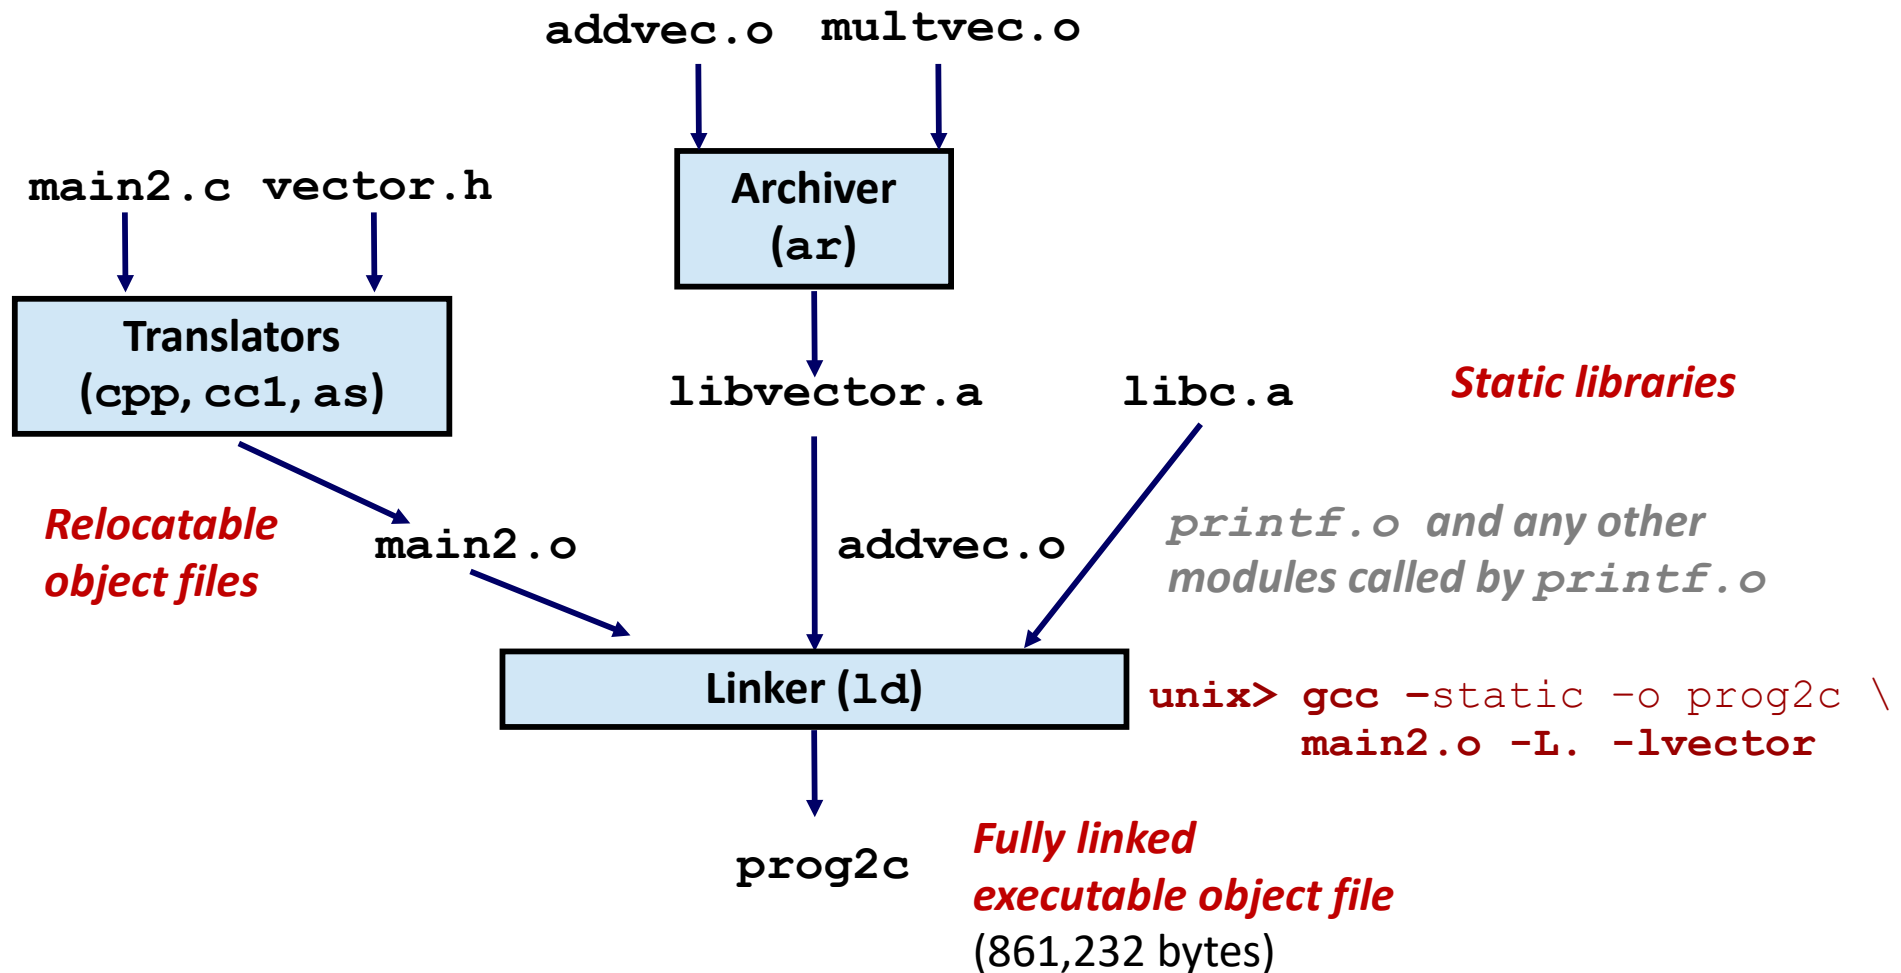 addvec.o multvec.o
main2.c vector.h
Archiver
(ar)
Translators
(cpp, cc1, as)
libvector.a
libc.a
Static libraries
Relocatable
object files
main2.o
addvec.o
printf.o and any other
modules called by printf.o
Linker (ld)
unix> gcc –static –o prog2c \
main2.o -L. -lvector
prog2c
Fully linked
executable object file
(861,232 bytes)